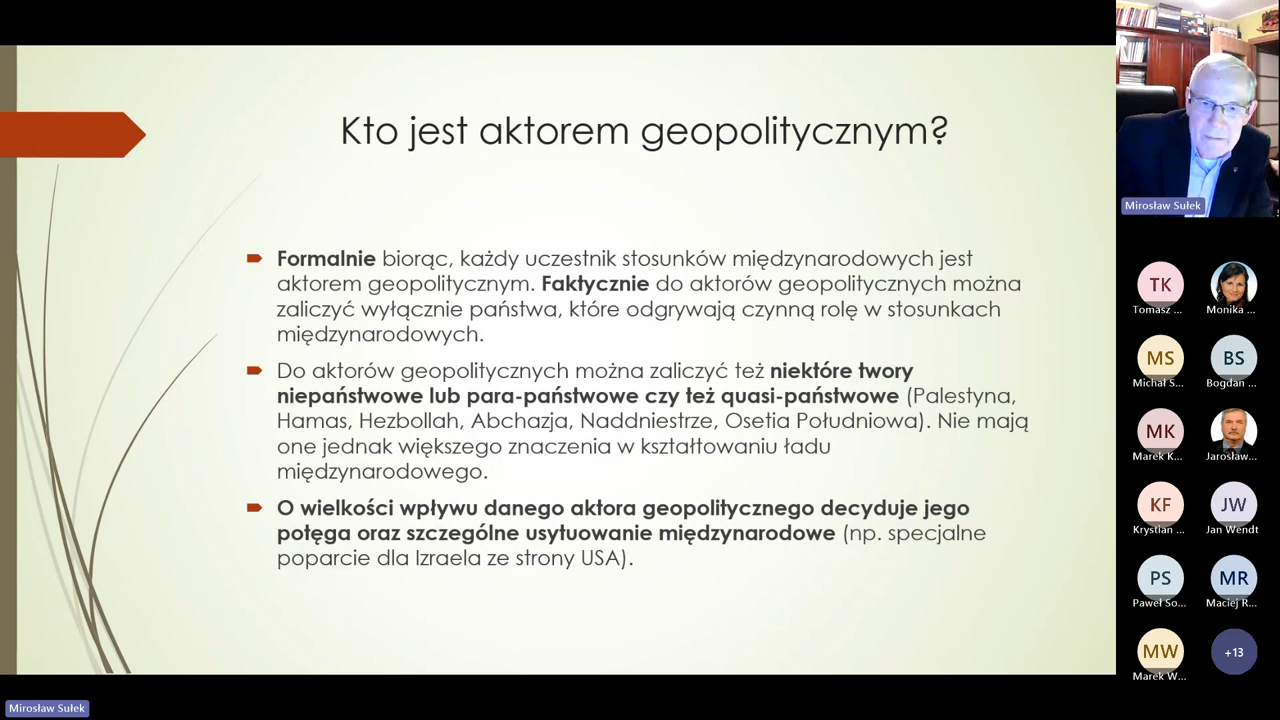 Kto jest aktorem geopolitycznym?
Formalnie biorąc, każdy uczestnik stosunków międzynarodowych jest
aktorem geopolitycznym. Faktycznie do aktorów geopolitycznych można
zaliczyć wyłącznie państwa, które odgrywają czynną rolę w stosunkach
międzynarodowych.
Do aktorów geopolitycznych można zaliczyć też niektóre twory
niepaństwowe lub para-państwowe czy też quasi-państwowe (Palestyna,
Hamas, Hezbollah, Abchazja, Naddniestrze, Osetia Południowa). Nie mają
one jednak większego znaczenia w kształtowaniu ładu
międzynarodowego.
O wielkości wpływu danego aktora geopolitycznego decyduje jego
potęga oraz szczególne usytuowanie międzynarodowe (np. specjalne
poparcie dla Izraela ze strony USA).
Mirosław Sułek
TK
Tomasz ...
Monika ...
MS
BS
Michał S...
Bogdan ...
MK
Marek K...
Jarosław...
KF
JW
Krystian ...
Jan Wendt
PS
MR
Paweł So...
Maciej R...
MW
+13
Marek W...
Mirosław Sułek